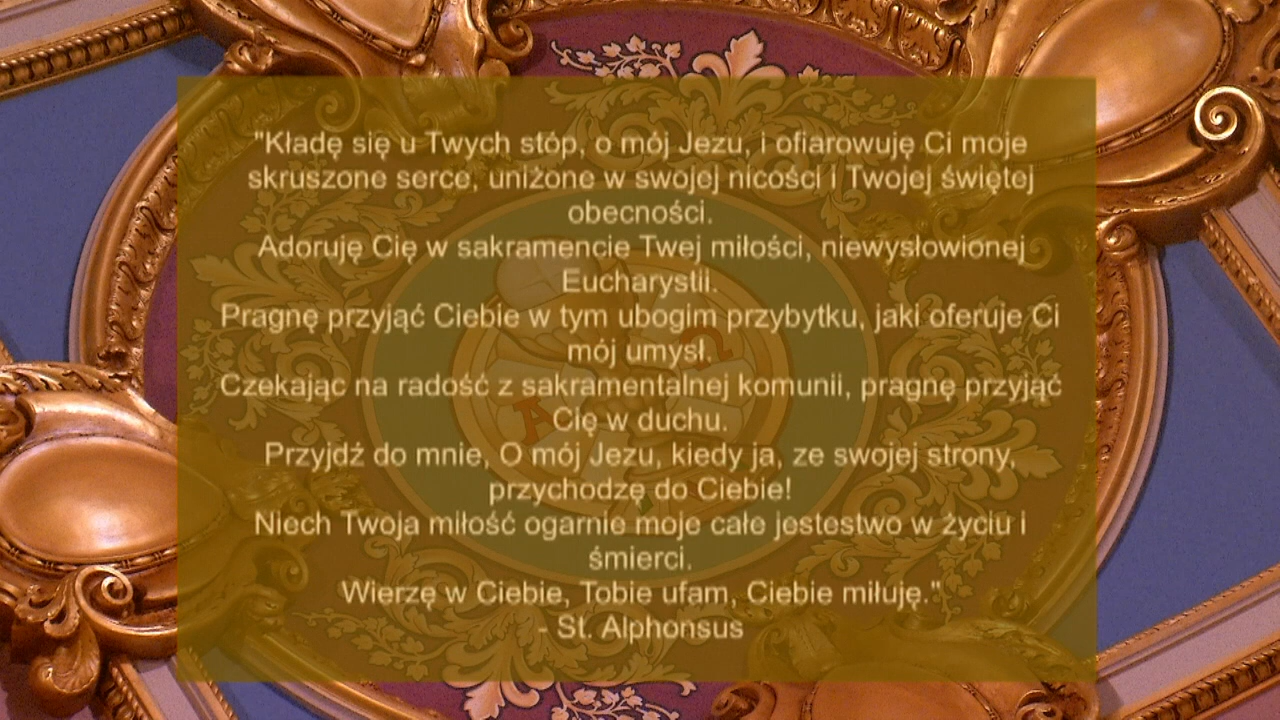 "Kładę się u Twych stóp, o mój Jezu, i ofiarowuję Ci moje
skruszone serce, uniżone w swojej nicości i Twojej świętej
obecności.
Adoruję Cię w sakramencie Twej miłości, niewysłowionej
Eucharystii.
Pragnę przyjąć Ciebie w tym ubogim przybytku, jaki oferuje Ci
mój umysł.
Czekając na radość z sakramentalnej komunii, pragnę przyjąć
Cię w duchu.
Przyjdź do mnie, O mój Jezu, kiedy ja, ze swojej strony,
przychodzę do Ciebie!
Niech Twoja miłość ogarnie moje całe jestestwo w życiu i
śmierci.
Wierzę w Ciebie, Tobie ufam, Ciebie miłuję."
- St. Alphonsus
A Ω